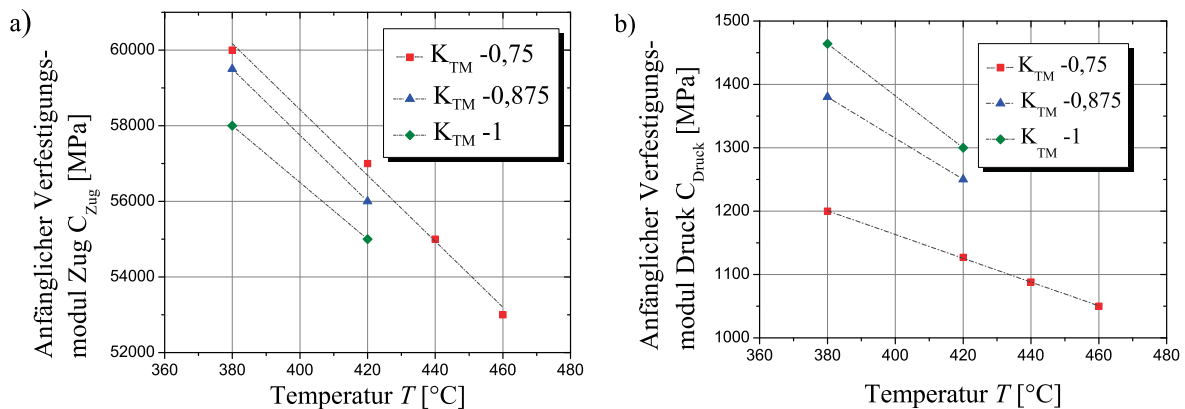 a)
Anfänglicher Verfestigungs-
modul Zug C_Zug [MPa]
60000
58000
56000
54000
52000
360 380 400 420 440 460 480
Temperatur T [°C]
K_TM -0,75
K_TM -0,875
K_TM -1
b)
Anfänglicher Verfestigungs-
modul Druck C_Druck [MPa]
1500
1400
1300
1200
1100
1000
360 380 400 420 440 460 480
Temperatur T [°C]
K_TM -0,75
K_TM -0,875
K_TM -1